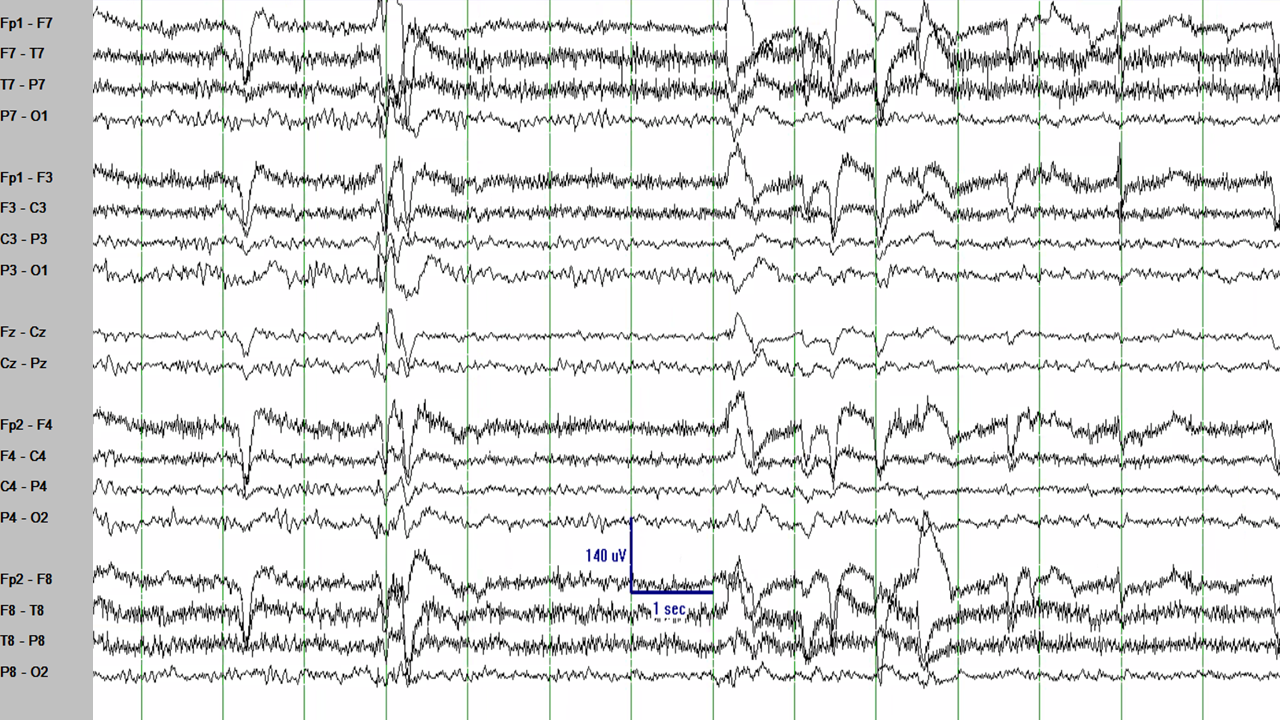 Fp1 - F7
F7 - T7
T7 - P7
P7 - O1
Fp1 - F3
F3 - C3
C3 - P3
P3 - O1
Fz - Cz
Cz - Pz
Fp2 - F4
F4 - C4
C4 - P4
P4 - O2
140 uV
Fp2 - F8
1 sec
F8 - T8
T8 - P8
P8 - O2